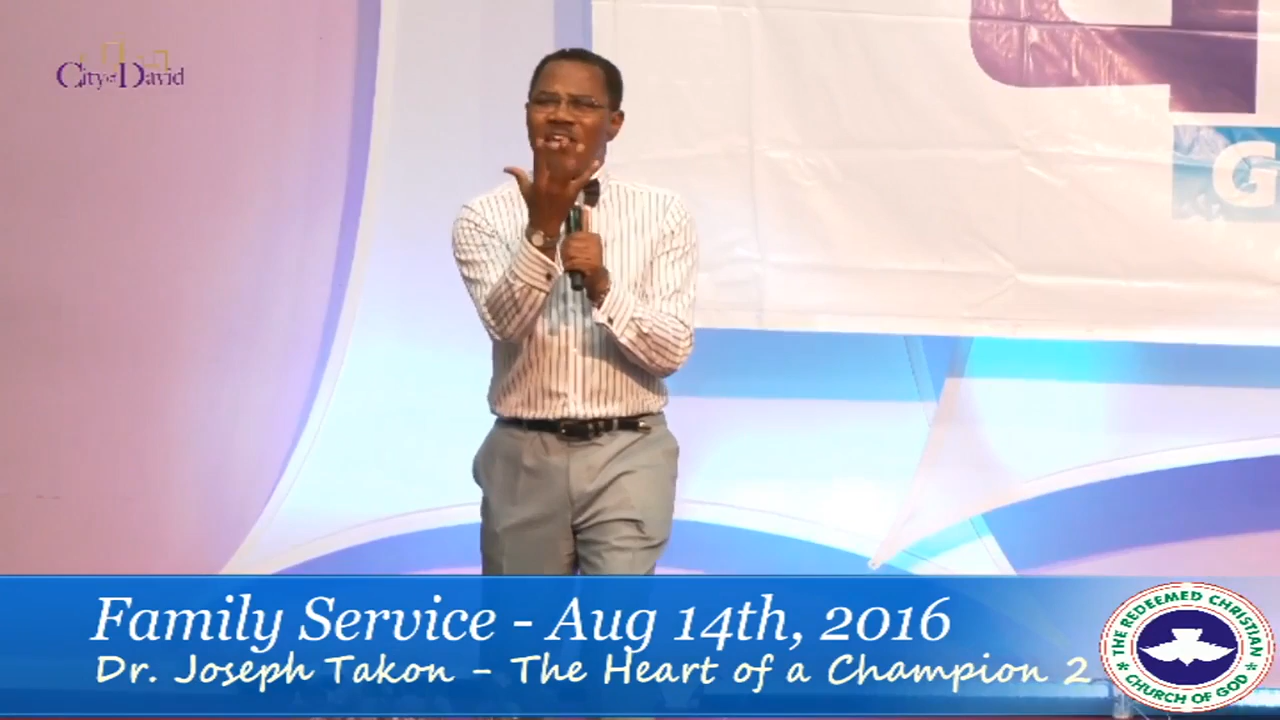 City of David
G
Family Service - Aug 14th, 2016
Dr. Joseph Takon - The Heart of a Champion 2
THE REDEEMED CHRISTIAN
CHURCH OF GOD